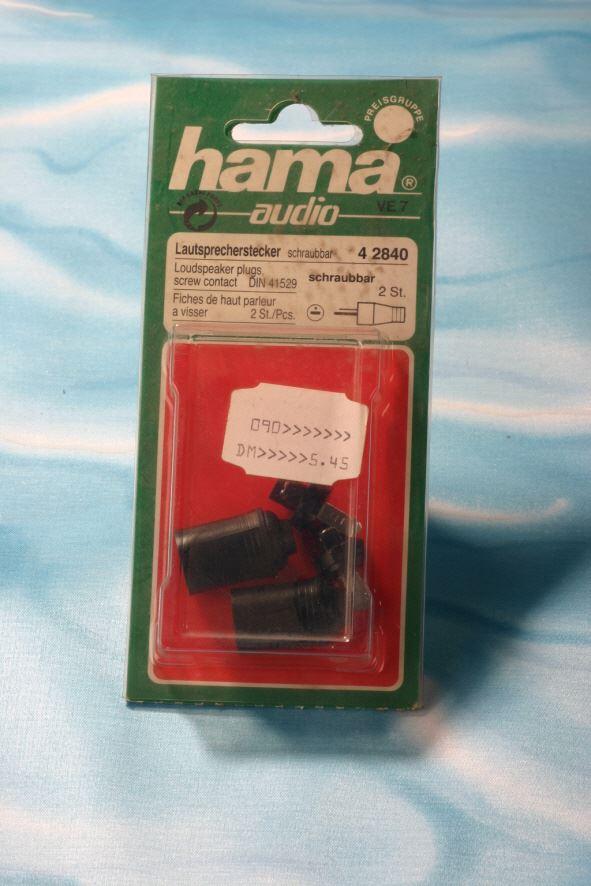 PREISGRUPPE
hama®
audio
VE 7
Lautsprecherstecker schraubbar 4 2840
Loudspeaker plugs
screw contact DIN 41529
schraubbar
2 St.
Fiches de haut parleur
a visser 2 St./Pcs.
090>>>>>>>
DM>>>>>5.45